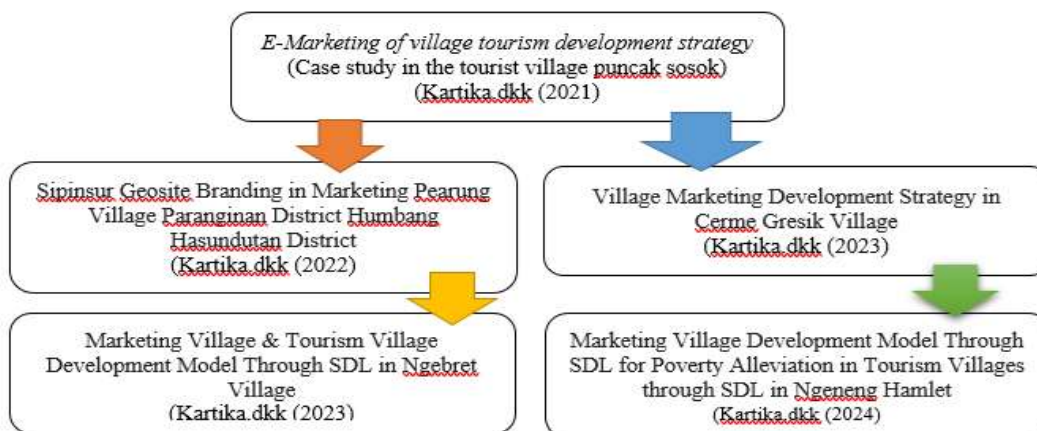 E-Marketing of village tourism development strategy
(Case study in the tourist village puncak sosok)
(Kartika.dkk (2021)
Sipinsur Geosite Branding in Marketing Pearung
Village Paranginan District Humbang
Hasundutan District
(Kartika.dkk (2022)
Village Marketing Development Strategy in
Cerme Gresik Village
(Kartika.dkk (2023)
Marketing Village & Tourism Village
Development Model Through SDL in Ngebret
Village
(Kartika.dkk (2023)
Marketing Village Development Model Through
SDL for Poverty Alleviation in Tourism Villages
through SDL in Ngeneng Hamlet
(Kartika.dkk (2024)